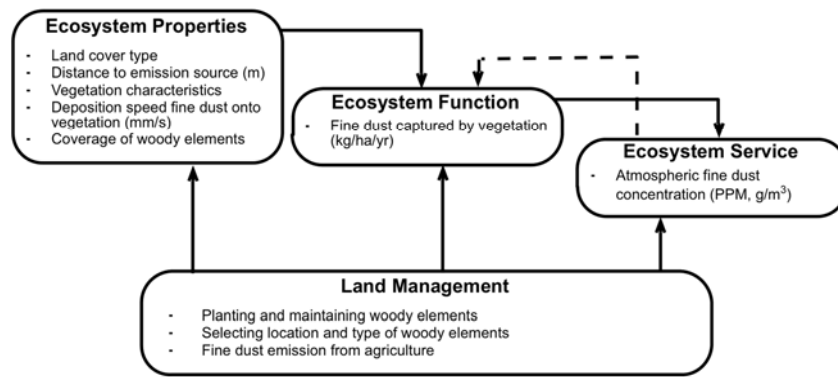 Ecosystem Properties
- Land cover type
- Distance to emission source (m)
- Vegetation characteristics
- Deposition speed fine dust onto
vegetation (mm/s)
- Coverage of woody elements
Ecosystem Function
- Fine dust captured by vegetation
(kg/ha/yr)
Ecosystem Service
- Atmospheric fine dust
concentration (PPM, g/m³)
Land Management
- Planting and maintaining woody elements
- Selecting location and type of woody elements
- Fine dust emission from agriculture